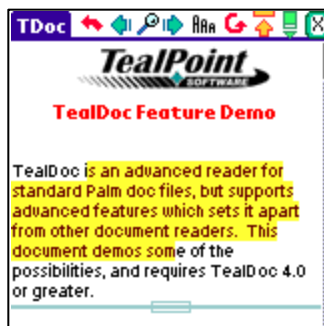 TDoc AAA
TealPoint
SOFTWARE
TealDoc Feature Demo
TealDoc is an advanced reader for
standard Palm doc files, but supports
advanced features which sets it apart
from other document readers. This
document demos some of the
possibilities, and requires TealDoc 4.0
or greater.